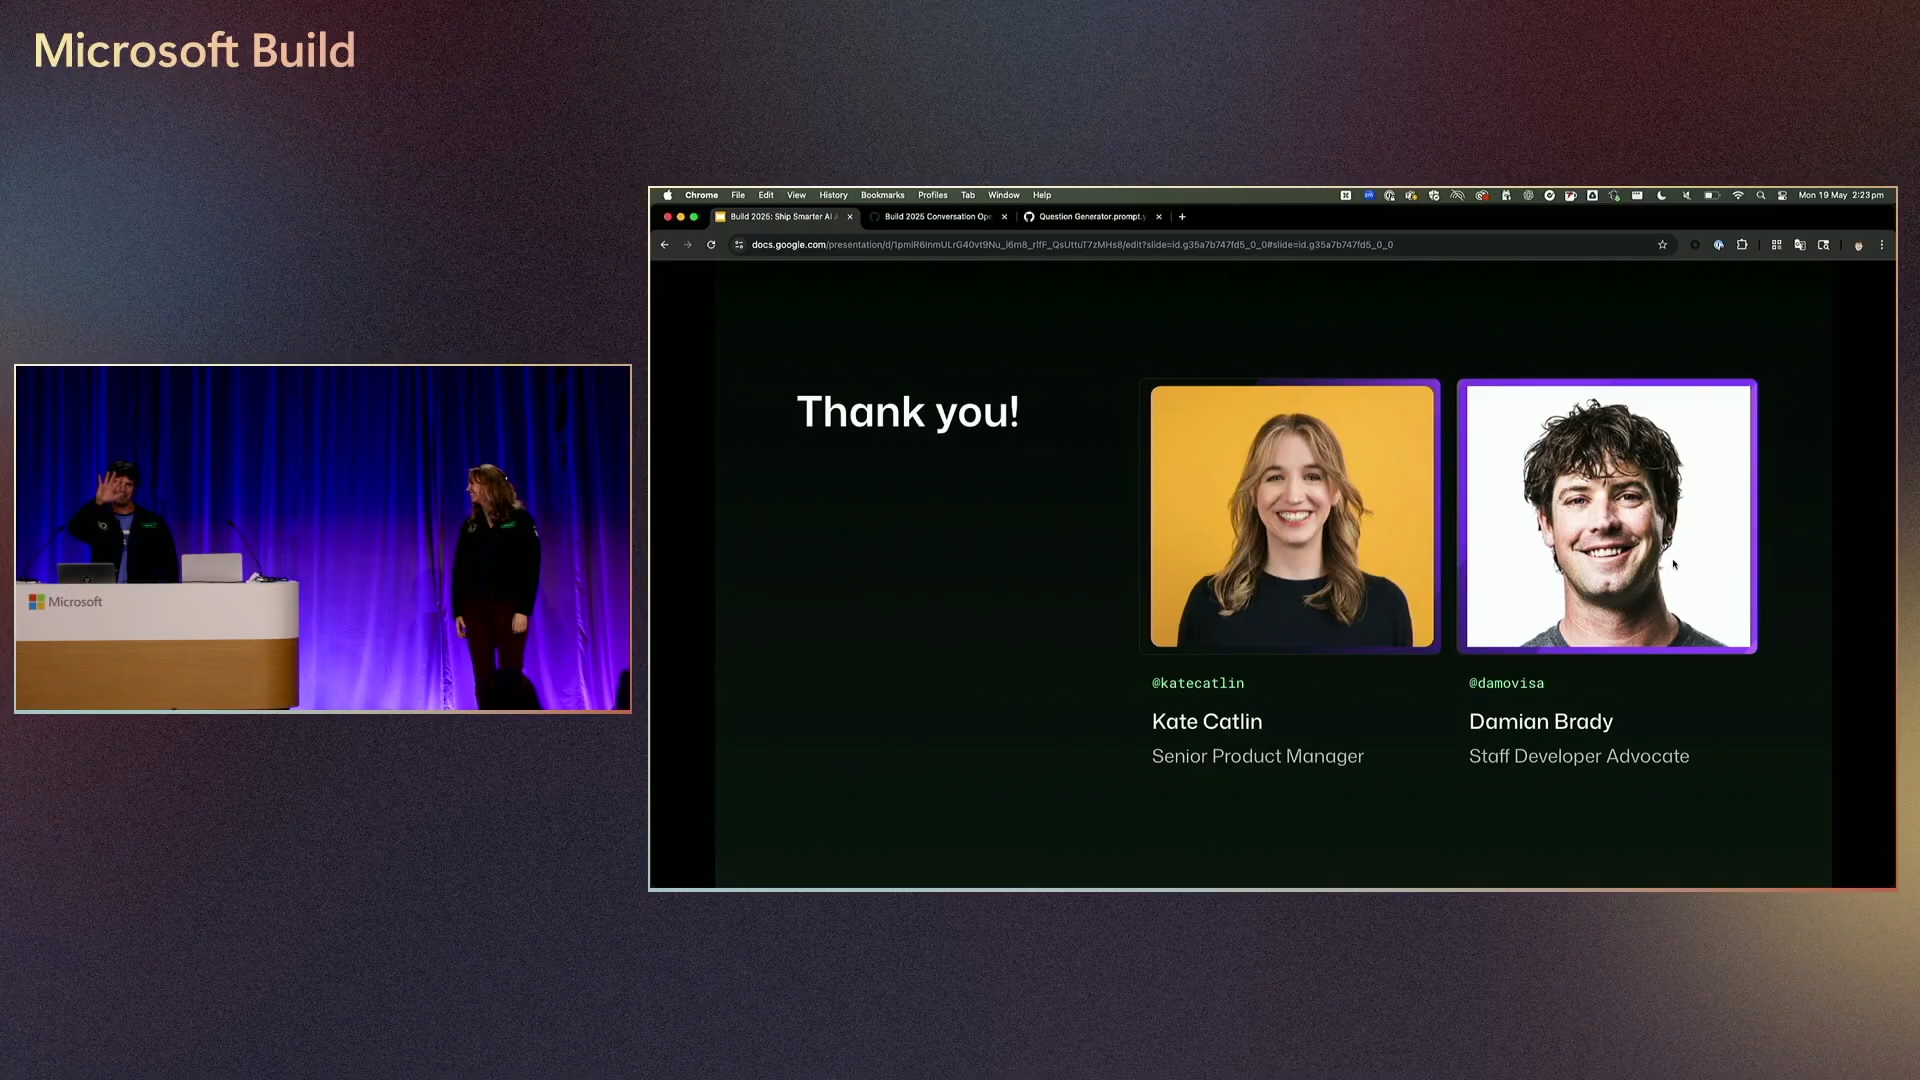 Microsoft Build
Chrome File Edit View History Bookmarks Profiles Tab Window Help
Mon 19 May 2:23pm
Build 2025: Ship Smarter AI
Build 2025 Conversation Ope
Question Generator.prompt.y
Thank you!
@katecatlin
Kate Catlin
Senior Product Manager
@damovisa
Damian Brady
Staff Developer Advocate
Microsoft